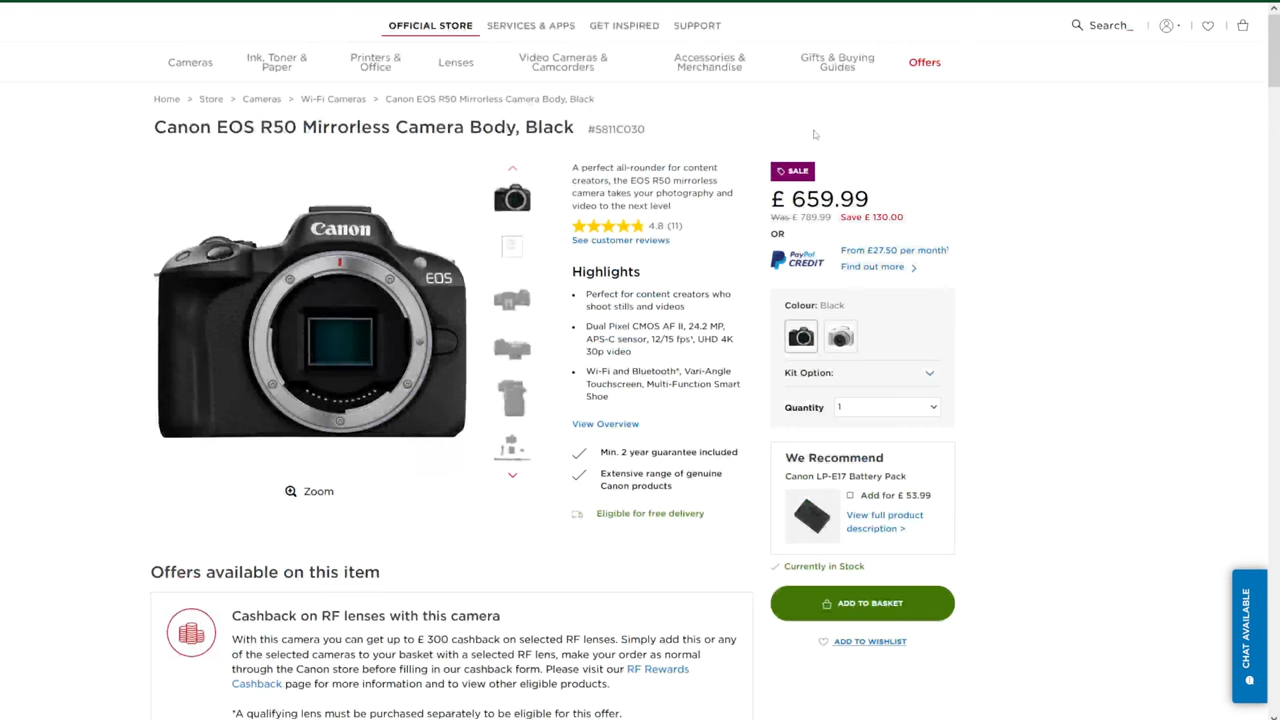 OFFICIAL STORE
SERVICES & APPS
GET INSPIRED
SUPPORT
Search_
Cameras
Ink, Toner &
Paper
Printers &
Office
Lenses
Video Cameras &
Camcorders
Accessories &
Merchandise
Gifts & Buying
Guides
Offers
Home > Store > Cameras > Wi-Fi Cameras > Canon EOS R50 Mirrorless Camera Body, Black
Canon EOS R50 Mirrorless Camera Body, Black #5811C030
Canon
EOS
Zoom
A perfect all-rounder for content
creators, the EOS R50 mirrorless
camera takes your photography and
video to the next level
4.8 (11)
See customer reviews
Highlights
• Perfect for content creators who
shoot stills and videos
• Dual Pixel CMOS AF II, 24.2 MP,
APS-C sensor, 12/15 fps¹, UHD 4K
30p video
• Wi-Fi and Bluetooth*, Vari-Angle
Touchscreen, Multi-Function Smart
Shoe
View Overview
Min. 2 year guarantee included
Extensive range of genuine
Canon products
Eligible for free delivery
SALE
£ 659.99
Was £ 789.99 Save £ 130.00
OR
PayPal
CREDIT
From £27.50 per month¹
Find out more >
Colour: Black
Kit Option:
Quantity 1
We Recommend
Canon LP-E17 Battery Pack
Add for £ 53.99
View full product
description >
Currently in Stock
ADD TO BASKET
ADD TO WISHLIST
CHAT AVAILABLE
Offers available on this item
Cashback on RF lenses with this camera
With this camera you can get up to £ 300 cashback on selected RF lenses. Simply add this or any
of the selected cameras to your basket with a selected RF lens, make your order as normal
through the Canon store before filling in our cashback form. Please visit our RF Rewards
Cashback page for more information and to view other eligible products.
*A qualifying lens must be purchased separately to be eligible for this offer.